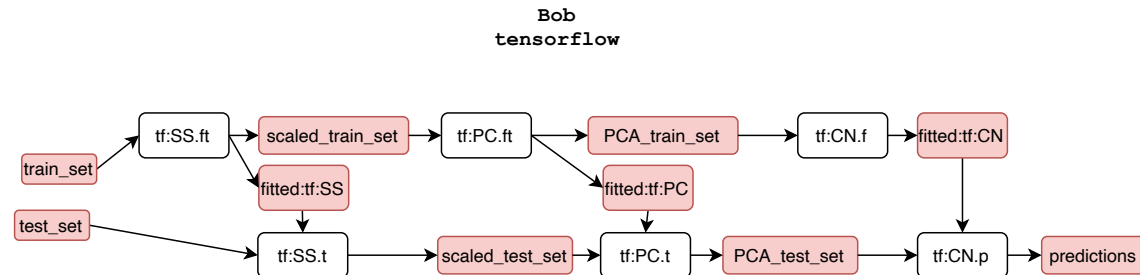 Bob
tensorflow
tf:SS.ft
scaled_train_set
tf:PC.ft
PCA_train_set
tf:CN.f
fitted:tf:CN
train_set
fitted:tf:SS
fitted:tf:PC
test_set
tf:SS.t
scaled_test_set
tf:PC.t
PCA_test_set
tf:CN.p
predictions